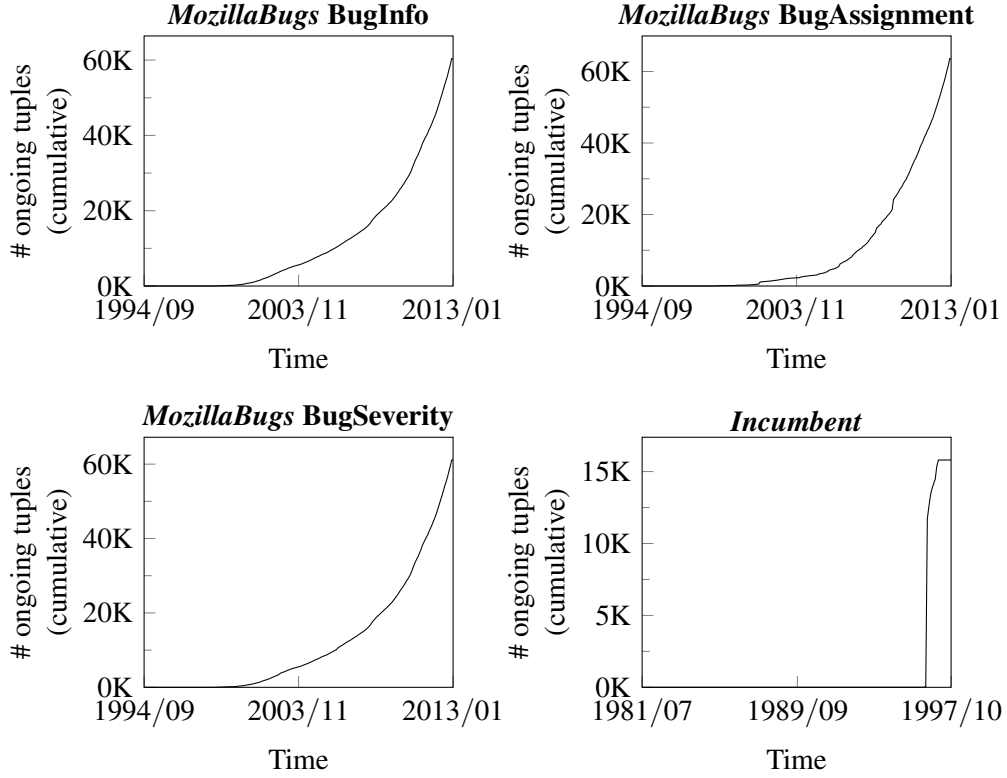 MozillaBugs BugInfo
# ongoing tuples
(cumulative)
60K
40K
20K
0K
1994/09
2003/11
2013/01
Time
MozillaBugs BugAssignment
# ongoing tuples
(cumulative)
60K
40K
20K
0K
1994/09
2003/11
2013/01
Time
MozillaBugs BugSeverity
# ongoing tuples
(cumulative)
60K
40K
20K
0K
1994/09
2003/11
2013/01
Time
Incumbent
# ongoing tuples
(cumulative)
15K
10K
5K
0K
1981/07
1989/09
1997/10
Time